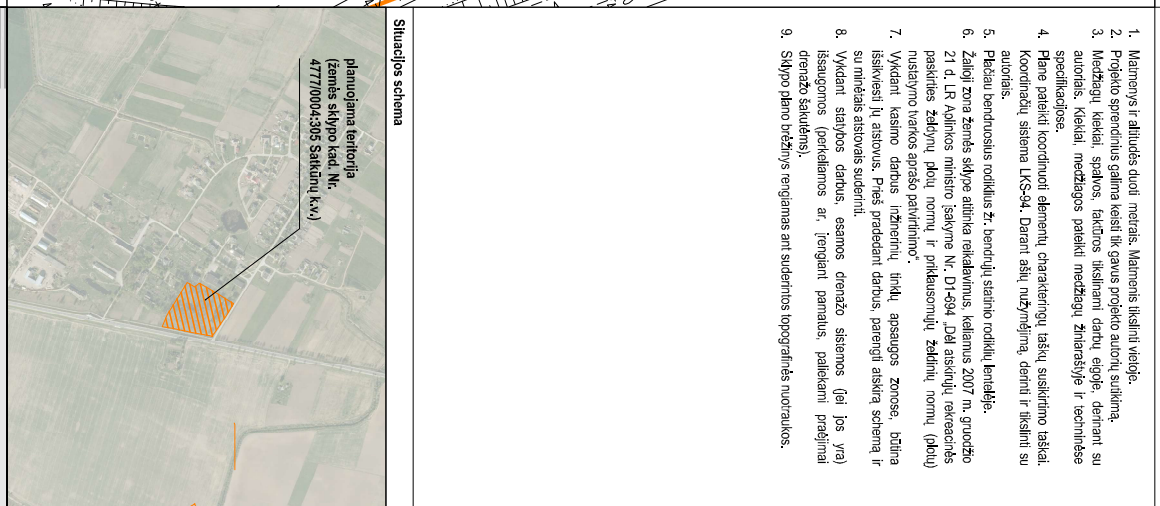 1. Matmenys ir altitudės duoti metrais. Matmenis tikslinti vietoje.
2. Projekto sprendinius galima keisti tik gavus projekto autorių sutikimą.
3. Medžiagų kiekiai, spalvos, faktūros tikslinami darbų eigoje, derinant su
autoriais. Kiekiai, medžiagos pateikti medžiagų žiniaraštyje ir techninėse
specifikacijose.
4. Plane pateikti koordinuoti elementų charakteringų taškų susikirtimo taškai.
Koordinačių sistema LKS-94. Darant ašių nužymėjimą, derinti ir tikslinti su
autoriais.
5. Plačiau bendruosius rodiklius žr. bendrųjų statinio rodiklių lentelėje.
6. Žalioji zona žemės sklype atitinka reikalavimus, keliamus 2007 m. gruodžio
21 d. LR Aplinkos ministro įsakyme Nr. D1-694 „Dėl atskirųjų rekreacinės
paskirties želdynų plotų normų ir priklausomųjų želdinių normų (plotų)
nustatymo tvarkos aprašo patvirtinimo“.
7. Vykdant kasimo darbus inžinerinių tinklų apsaugos zonose, būtina
išsikviesti jų atstovus. Prieš pradedant darbus, parengti atskirą schemą ir
su minėtais atstovais suderinti.
8. Vykdant statybos darbus, esamos drenažo sistemos (jei jos yra)
išsaugomos (perkeliamos ar, įrengiant pamatus, paliekami praėjimai
drenažo šakutėms).
9. Sklypo plano brėžinys rengiamas ant suderintos topografinės nuotraukos.
Situacijos schema
planuojama teritorija
(žemės sklypo kad. Nr.
4777/0004:305 Satkūnų k.v.)